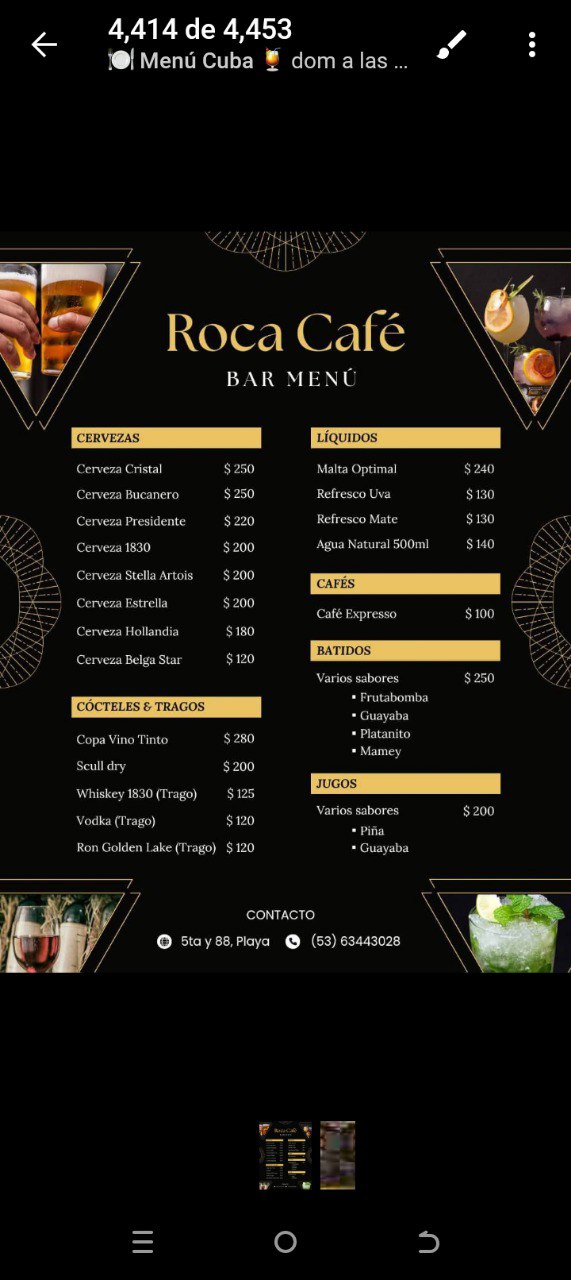 4,414 de 4,453
🍽️ Menú Cuba 🍹 dom a las ...
Roca Café
BAR MENÚ
CERVEZAS
Cerveza Cristal $ 250
Cerveza Bucanero $ 250
Cerveza Presidente $ 220
Cerveza 1830 $ 200
Cerveza Stella Artois $ 200
Cerveza Estrella $ 200
Cerveza Hollandia $ 180
Cerveza Belga Star $ 120
CÓCTELES & TRAGOS
Copa Vino Tinto $ 280
Scull dry $ 200
Whiskey 1830 (Trago) $ 125
Vodka (Trago) $ 120
Ron Golden Lake (Trago) $ 120
LÍQUIDOS
Malta Optimal $ 240
Refresco Uva $ 130
Refresco Mate $ 130
Agua Natural 500ml $ 140
CAFÉS
Café Expresso $ 100
BATIDOS
Varios sabores $ 250
▪ Frutabomba
▪ Guayaba
▪ Platanito
▪ Mamey
JUGOS
Varios sabores $ 200
▪ Piña
▪ Guayaba
CONTACTO
5ta y 88, Playa (53) 63443028